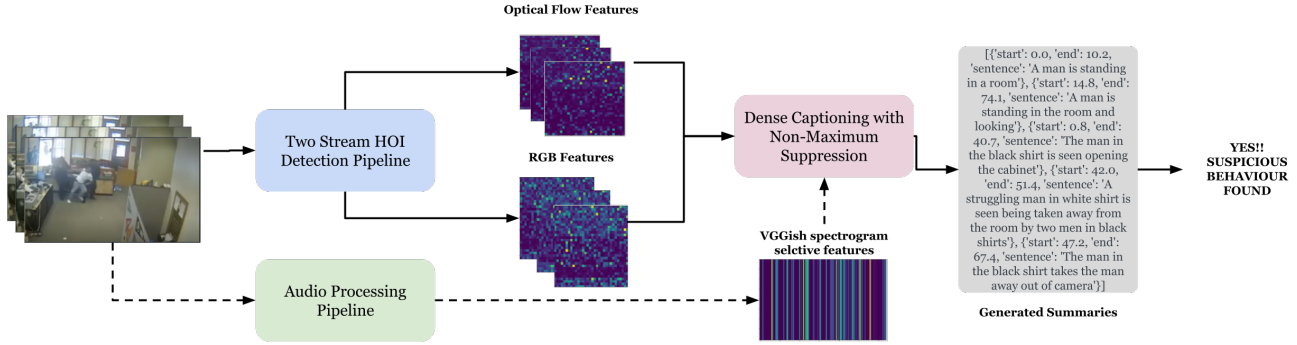 Optical Flow Features
Two Stream HOI
Detection Pipeline
RGB Features
Audio Processing
Pipeline
Dense Captioning with
Non-Maximum
Suppression
VGGish spectrogram
selctive features
[{'start': 0.0, 'end': 10.2,
'sentence': 'A man is standing
in a room'}, {'start': 14.8, 'end':
74.1, 'sentence': 'A man is
standing in the room and
looking'}, {'start': 0.8, 'end':
40.7, 'sentence': 'The man in
the black shirt is seen opening
the cabinet'}, {'start': 42.0,
'end': 51.4, 'sentence': 'A
struggling man in white shirt is
seen being taken away from
the room by two men in black
shirts'}, {'start': 47.2, 'end':
67.4, 'sentence': 'The man in
the black shirt takes the man
away out of camera'}]
Generated Summaries
YES!!
SUSPICIOUS
BEHAVIOUR
FOUND